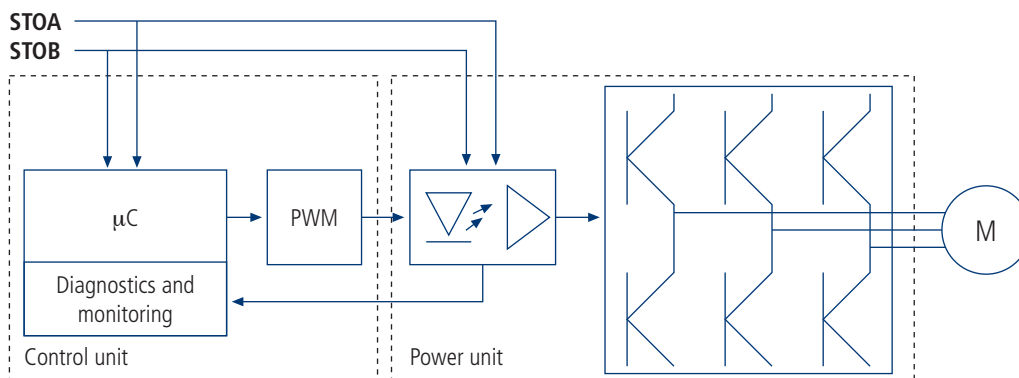 STOA
STOB
μC
PWM
M
Diagnostics and
monitoring
Control unit
Power unit